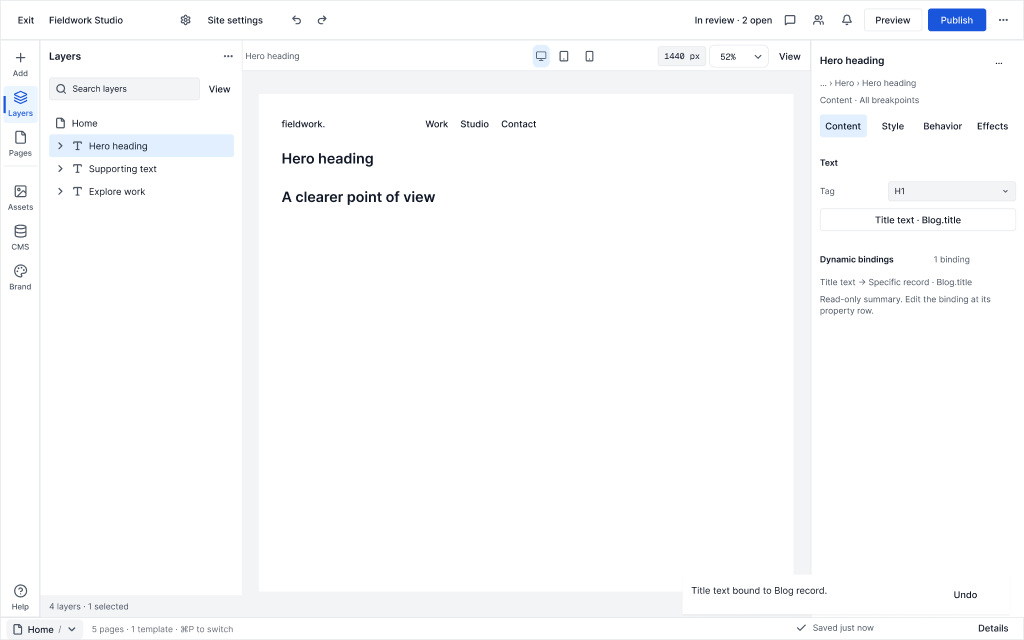 Exit Fieldwork Studio Site settings In review · 2 open Preview Publish
Add
Layers
Pages
Assets
CMS
Brand
Help
Layers
Search layers View
Home
Hero heading
Supporting text
Explore work
4 layers · 1 selected
Hero heading 1440 px 52% View
fieldwork. Work Studio Contact
Hero heading
A clearer point of view
Hero heading
... › Hero › Hero heading
Content · All breakpoints
Content Style Behavior Effects
Text
Tag H1
Title text · Blog.title
Dynamic bindings 1 binding
Title text → Specific record · Blog.title
Read-only summary. Edit the binding at its
property row.
Title text bound to Blog record. Undo
Home / 5 pages · 1 template · ⌘P to switch Saved just now Details